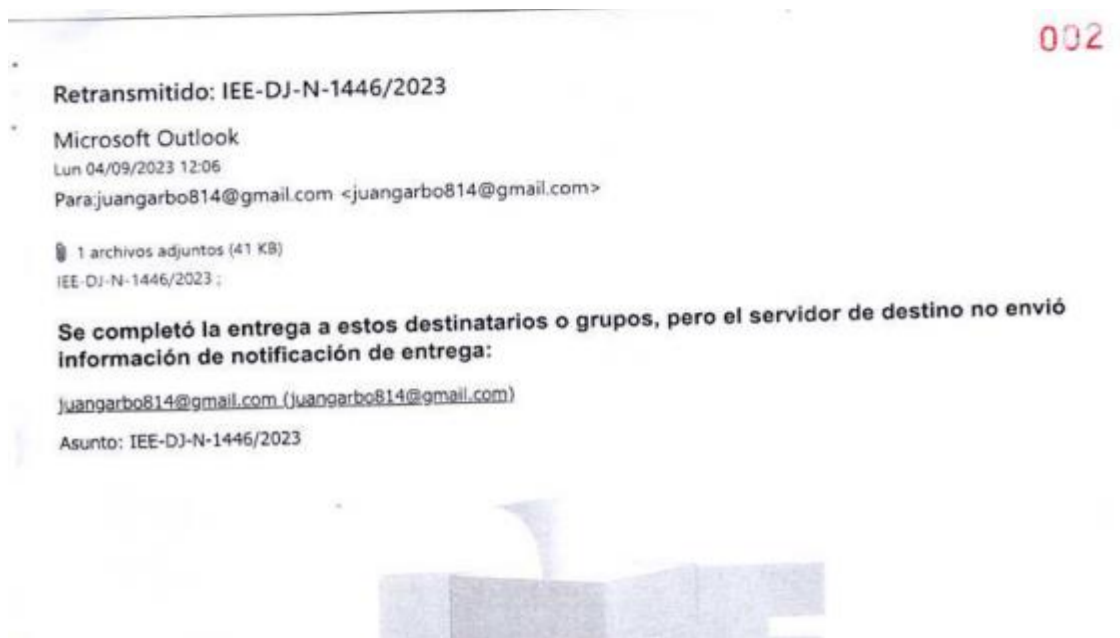 002
Retransmitido: IEE-DJ-N-1446/2023
Microsoft Outlook
Lun 04/09/2023 12:06
Para:juangarbo814@gmail.com <juangarbo814@gmail.com>
1 archivos adjuntos (41 KB)
IEE-DJ-N-1446/2023 ;
Se completó la entrega a estos destinatarios o grupos, pero el servidor de destino no envió
información de notificación de entrega:
juangarbo814@gmail.com (juangarbo814@gmail.com)
Asunto: IEE-DJ-N-1446/2023